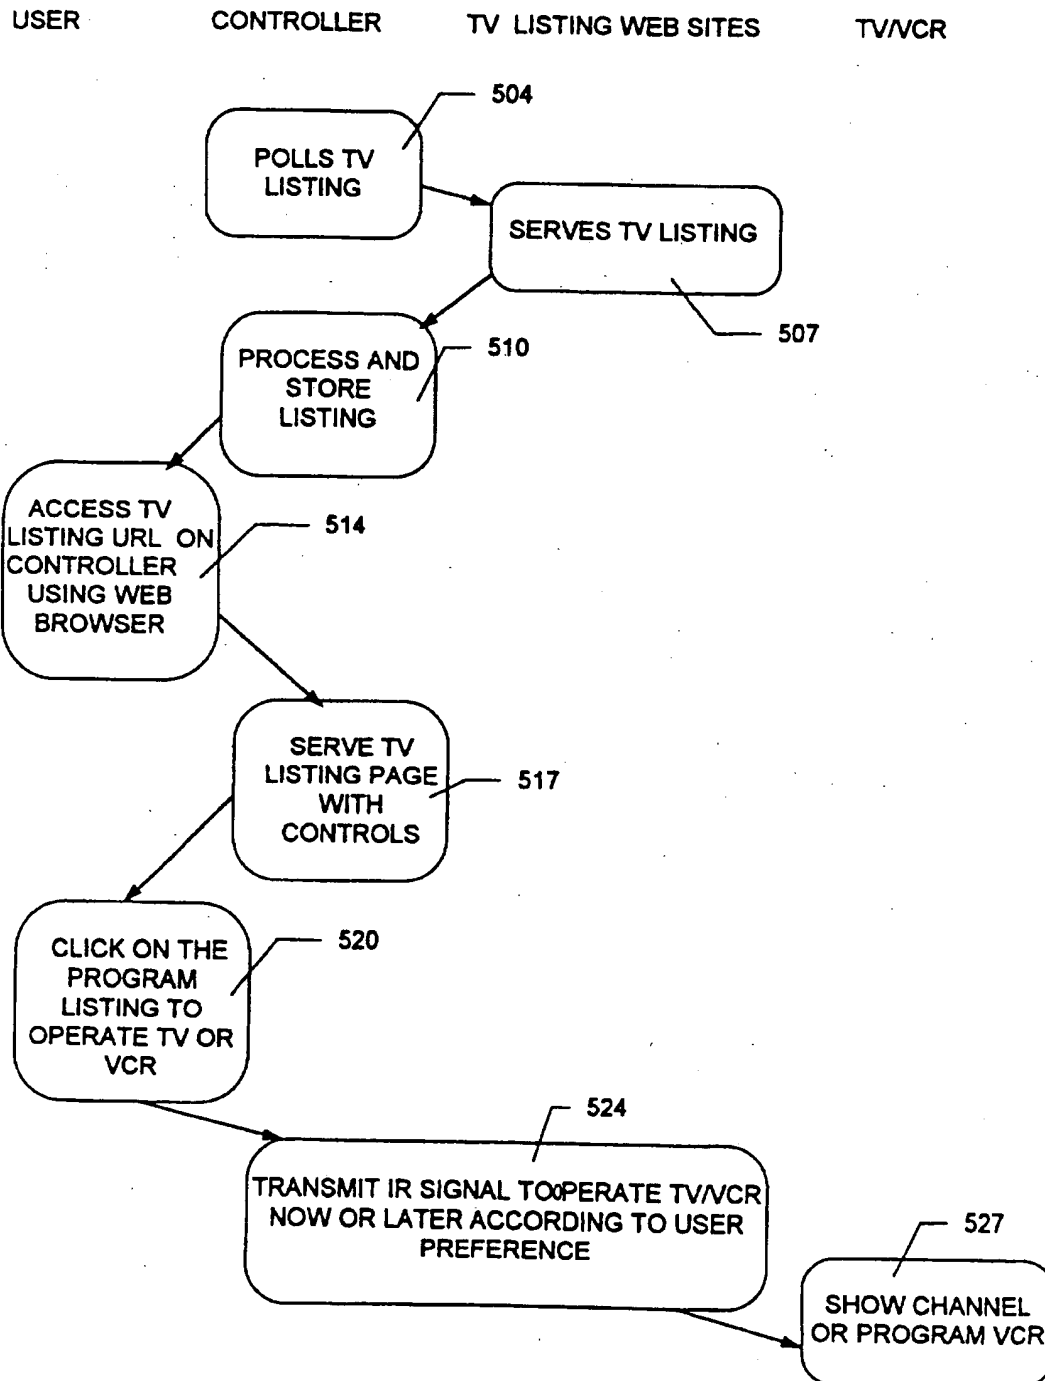 USER CONTROLLER TV LISTING WEB SITES TV/VCR
504
POLLS TV
LISTING
SERVES TV LISTING
507
510
PROCESS AND
STORE
LISTING
ACCESS TV
LISTING URL ON
CONTROLLER
USING WEB
BROWSER
514
SERVE TV
LISTING PAGE
WITH
CONTROLS
517
CLICK ON THE
PROGRAM
LISTING TO
OPERATE TV OR
VCR
520
524
TRANSMIT IR SIGNAL TO OPERATE TV/VCR
NOW OR LATER ACCORDING TO USER
PREFERENCE
527
SHOW CHANNEL
OR PROGRAM VCR